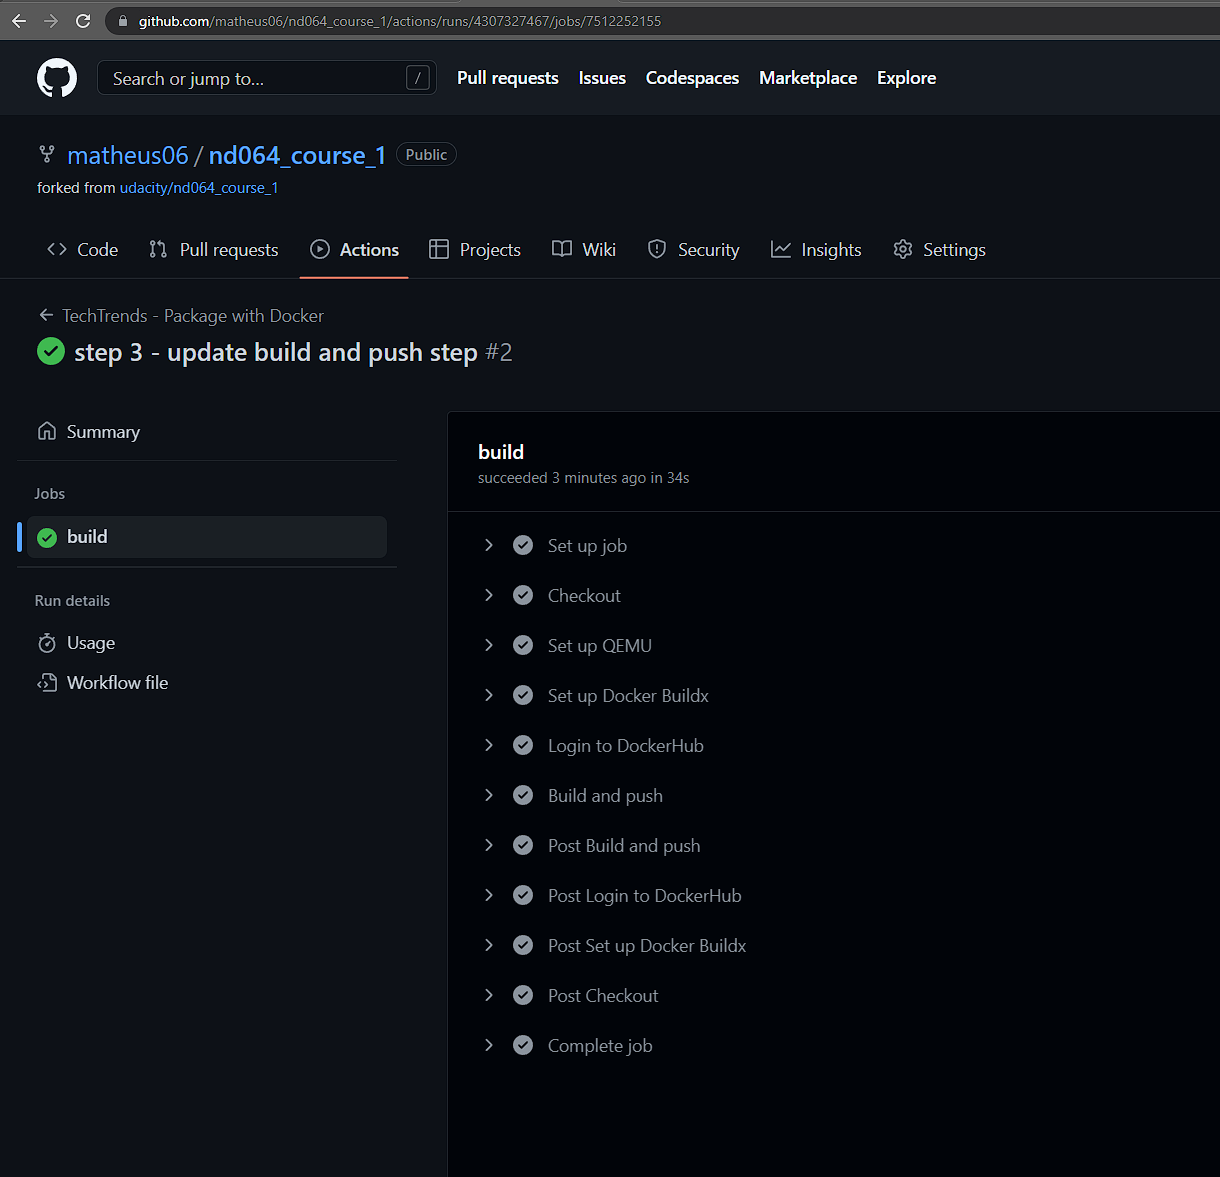 github.com/matheus06/nd064_course_1/actions/runs/4307327467/jobs/7512252155
Search or jump to... /
Pull requests Issues Codespaces Marketplace Explore
matheus06 / nd064_course_1 Public
forked from udacity/nd064_course_1
Code Pull requests Actions Projects Wiki Security Insights Settings
TechTrends - Package with Docker
step 3 - update build and push step #2
Summary
Jobs
build
Run details
Usage
Workflow file
build
succeeded 3 minutes ago in 34s
Set up job
Checkout
Set up QEMU
Set up Docker Buildx
Login to DockerHub
Build and push
Post Build and push
Post Login to DockerHub
Post Set up Docker Buildx
Post Checkout
Complete job